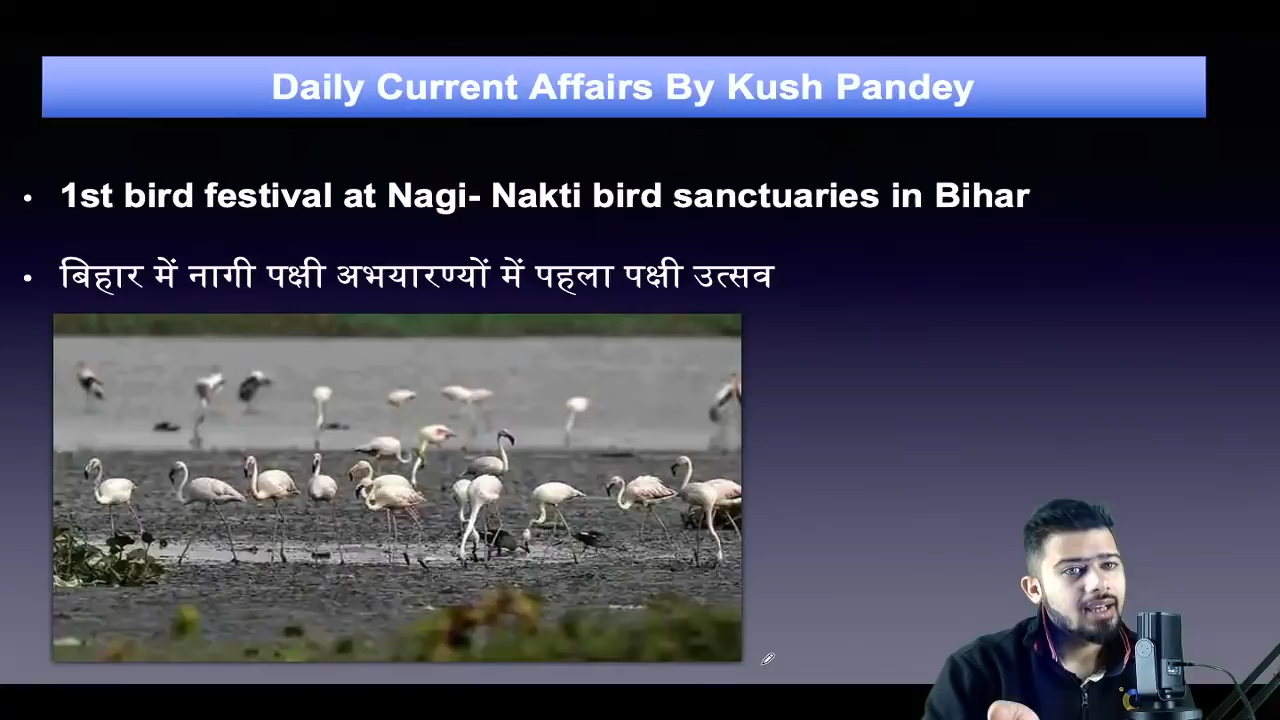 Daily Current Affairs By Kush Pandey
• 1st bird festival at Nagi- Nakti bird sanctuaries in Bihar
• बिहार में नागी पक्षी अभयारण्यों में पहला पक्षी उत्सव